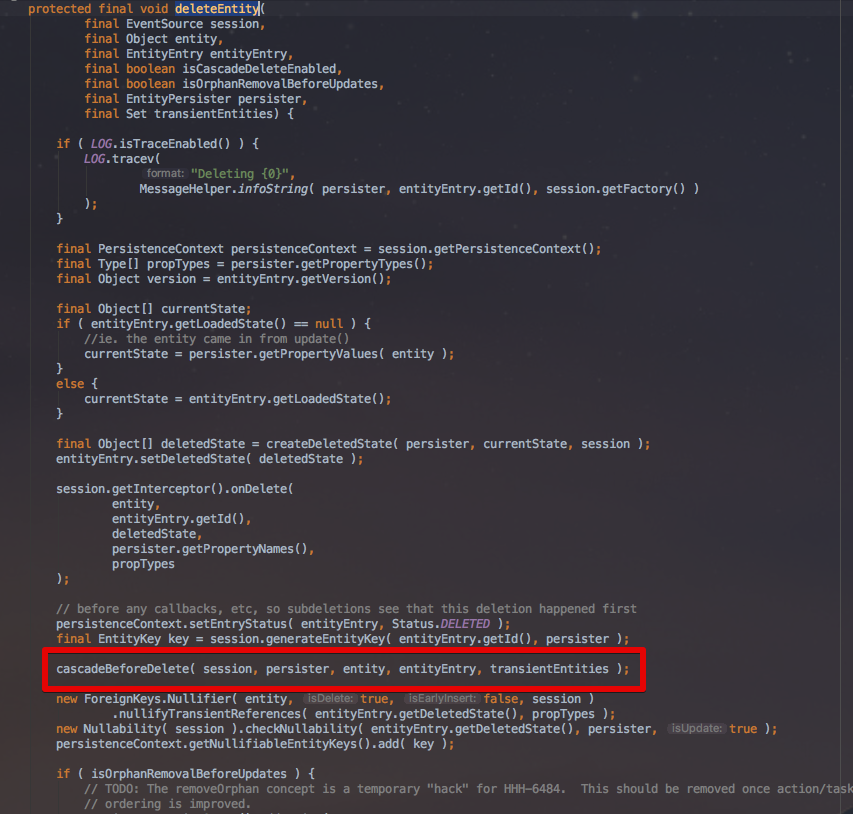 protected final void deleteEntity(
final EventSource session,
final Object entity,
final EntityEntry entityEntry,
final boolean isCascadeDeleteEnabled,
final boolean isOrphanRemovalBeforeUpdates,
final EntityPersister persister,
final Set transientEntities) {
if ( LOG.isTraceEnabled() ) {
LOG.tracev(
format: "Deleting {0}",
MessageHelper.infoString( persister, entityEntry.getId(), session.getFactory() )
);
}
final PersistenceContext persistenceContext = session.getPersistenceContext();
final Type[] propTypes = persister.getPropertyTypes();
final Object version = entityEntry.getVersion();
final Object[] currentState;
if ( entityEntry.getLoadedState() == null ) {
//ie. the entity came in from update()
currentState = persister.getPropertyValues( entity );
}
else {
currentState = entityEntry.getLoadedState();
}
final Object[] deletedState = createDeletedState( persister, currentState, session );
entityEntry.setDeletedState( deletedState );
session.getInterceptor().onDelete(
entity,
entityEntry.getId(),
deletedState,
persister.getPropertyNames(),
propTypes
);
// before any callbacks, etc, so subdeletions see that this deletion happened first
persistenceContext.setEntryStatus( entityEntry, Status.DELETED );
final EntityKey key = session.generateEntityKey( entityEntry.getId(), persister );
cascadeBeforeDelete( session, persister, entity, entityEntry, transientEntities );
new ForeignKeys.Nullifier( entity, isDelete: true, isEarlyInsert: false, session )
.nullifyTransientReferences( entityEntry.getDeletedState(), propTypes );
new Nullability( session ).checkNullability( entityEntry.getDeletedState(), persister, isUpdate: true );
persistenceContext.getNullifiableEntityKeys().add( key );
if ( isOrphanRemovalBeforeUpdates ) {
// TODO: The removeOrphan concept is a temporary "hack" for HHH-6484. This should be removed once action/task
// ordering is improved.